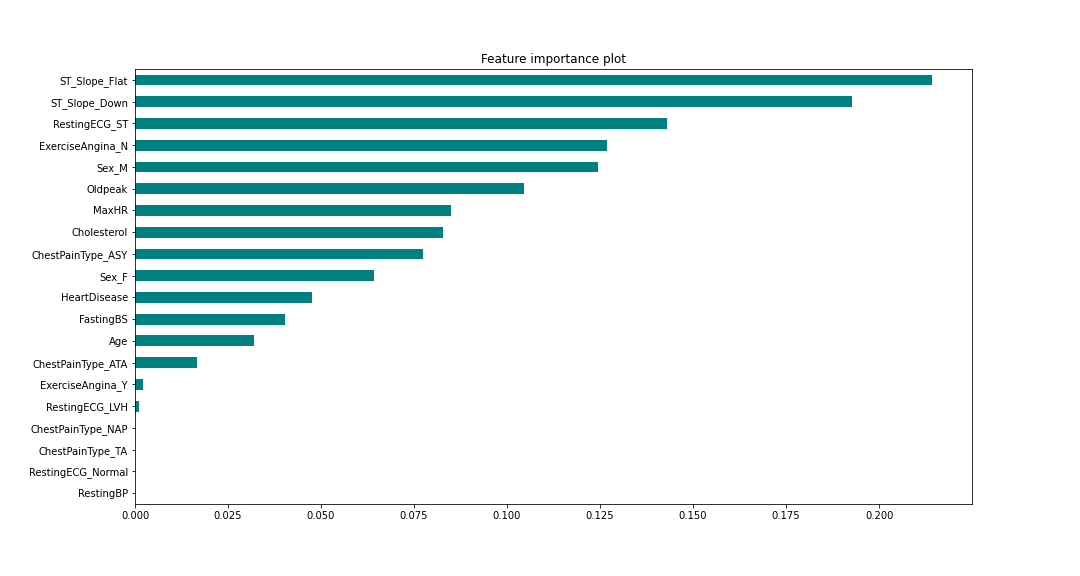 Feature importance plot
ST_Slope_Flat
ST_Slope_Down
RestingECG_ST
ExerciseAngina_N
Sex_M
Oldpeak
MaxHR
Cholesterol
ChestPainType_ASY
Sex_F
HeartDisease
FastingBS
Age
ChestPainType_ATA
ExerciseAngina_Y
RestingECG_LVH
ChestPainType_NAP
ChestPainType_TA
RestingECG_Normal
RestingBP
0.000 0.025 0.050 0.075 0.100 0.125 0.150 0.175 0.200